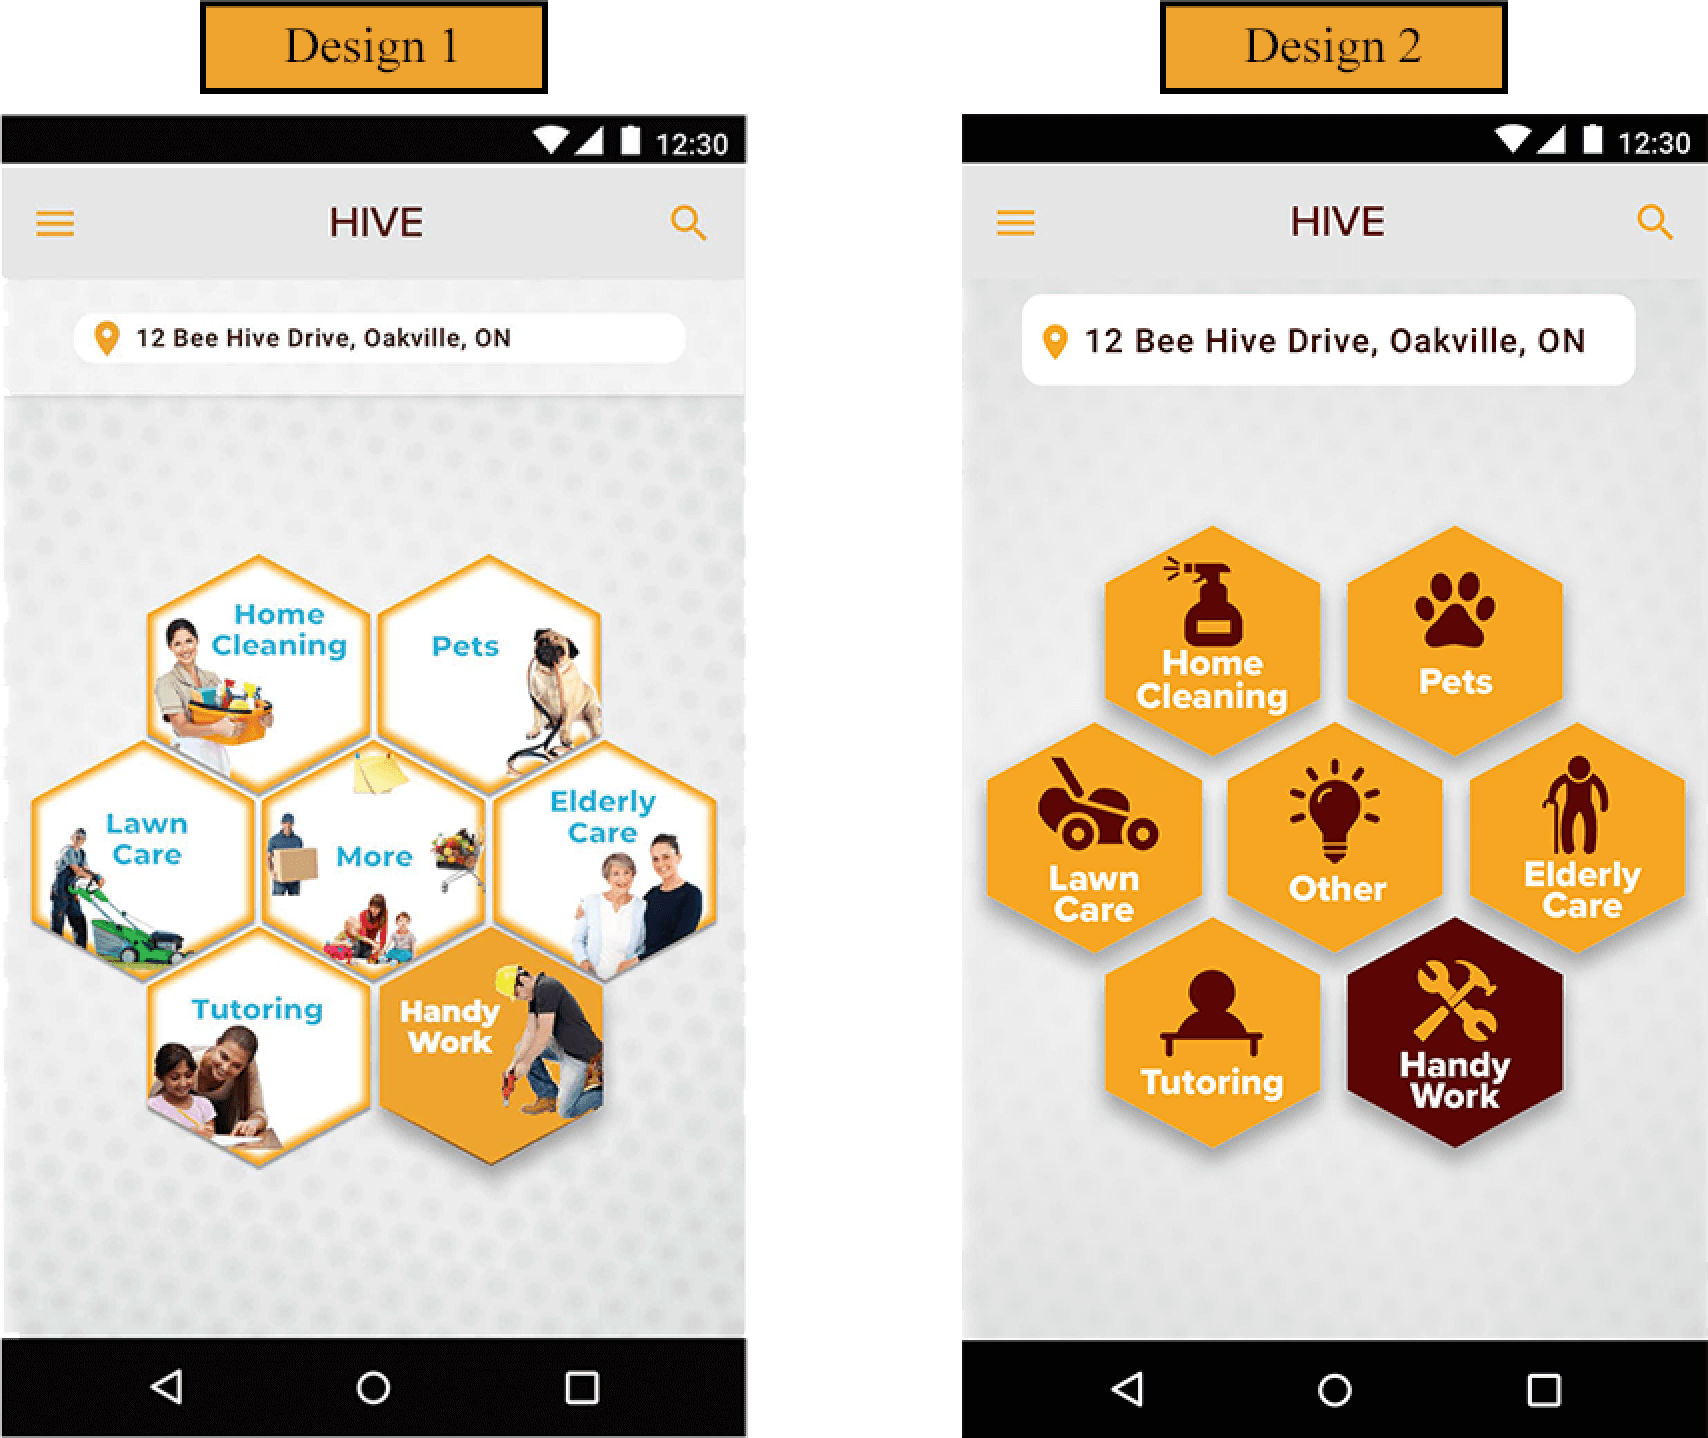 Design 1
12:30
HIVE
12 Bee Hive Drive, Oakville, ON
Home
Cleaning
Pets
Lawn
Care
More
Elderly
Care
Tutoring
Handy
Work
Design 2
12:30
HIVE
12 Bee Hive Drive, Oakville, ON
Home
Cleaning
Pets
Lawn
Care
Other
Elderly
Care
Tutoring
Handy
Work